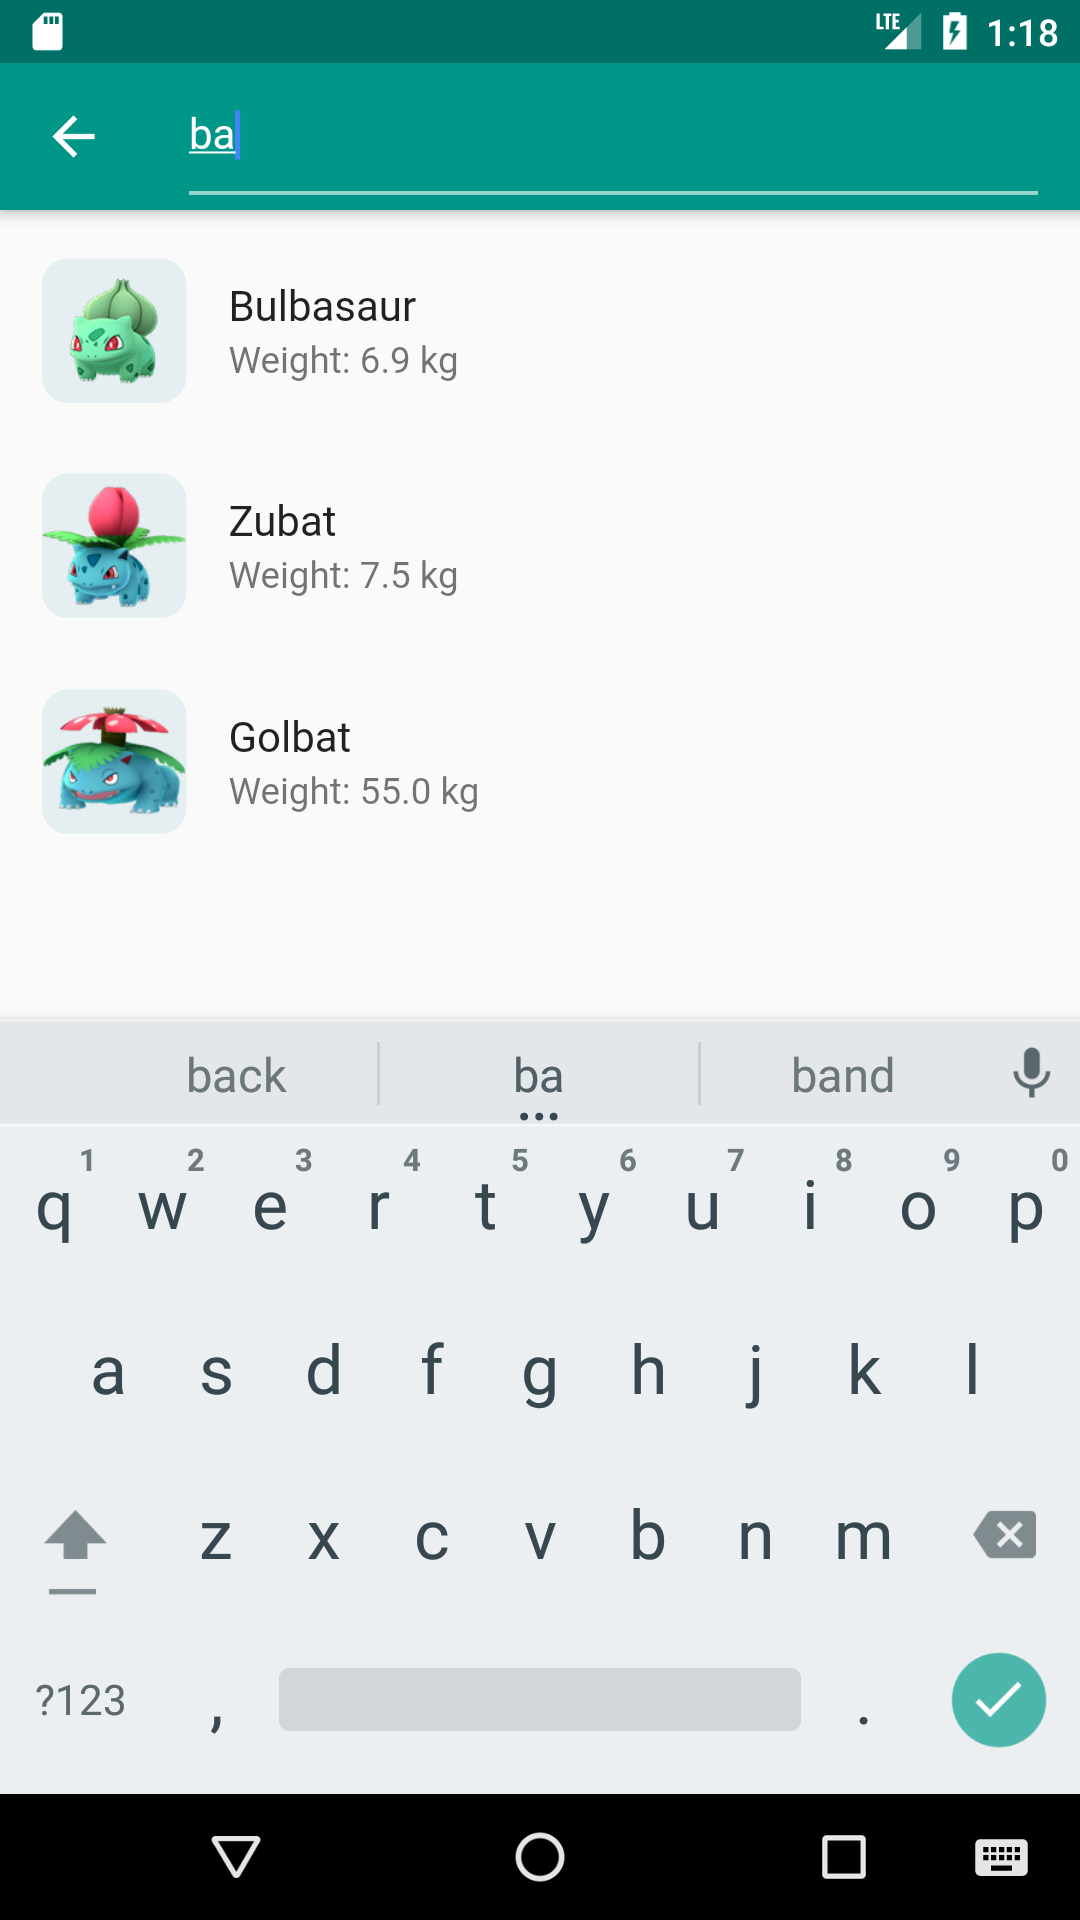 LTE 1:18
ba
Bulbasaur
Weight: 6.9 kg
Zubat
Weight: 7.5 kg
Golbat
Weight: 55.0 kg
back ba band
1 2 3 4 5 6 7 8 9 0
q w e r t y u i o p
a s d f g h j k l
z x c v b n m
?123 , .